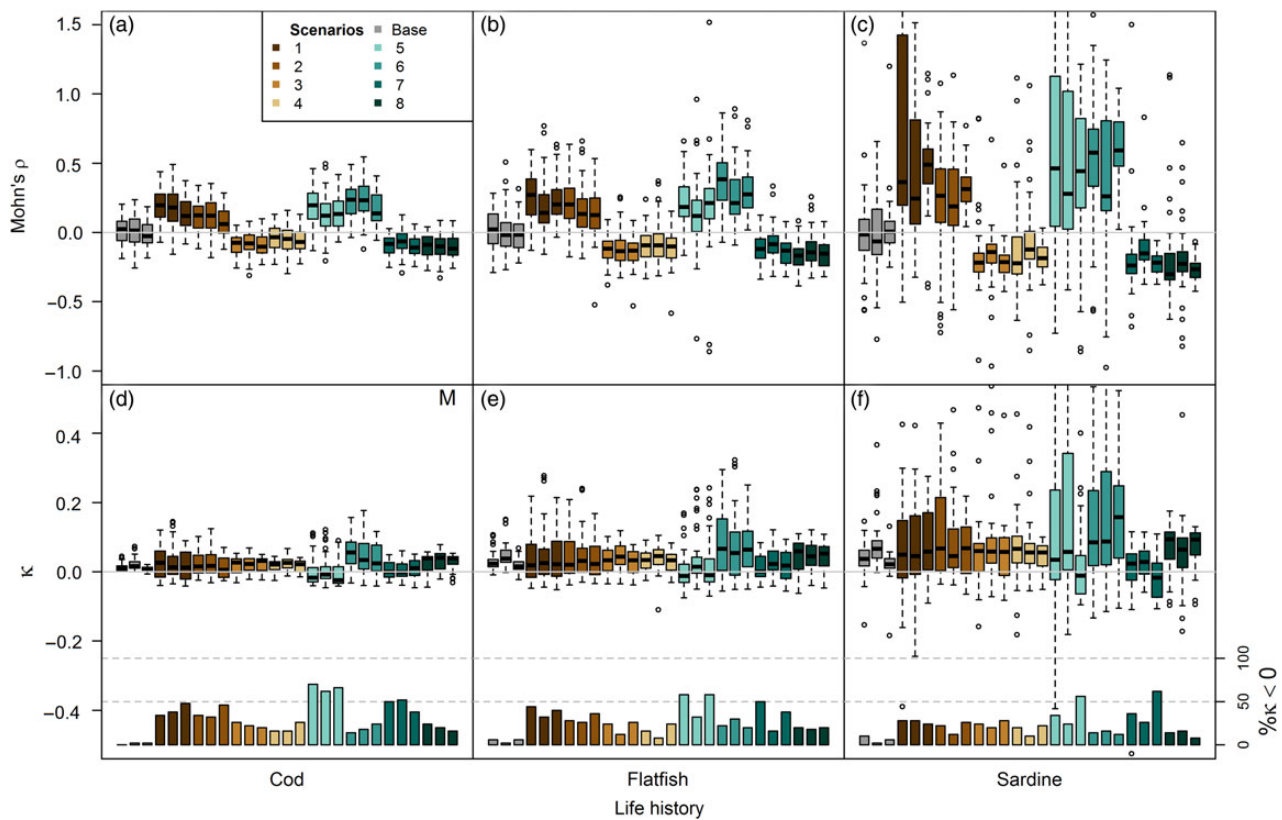 (a)
Scenarios
Base
1
5
2
6
3
7
4
8
(b)
(c)
1.5
1.0
0.5
0.0
−0.5
−1.0
Mohn's ρ
(d)
M
(e)
(f)
0.4
0.2
0.0
−0.2
−0.4
κ
100
50
0
%κ < 0
Cod
Flatfish
Sardine
Life history